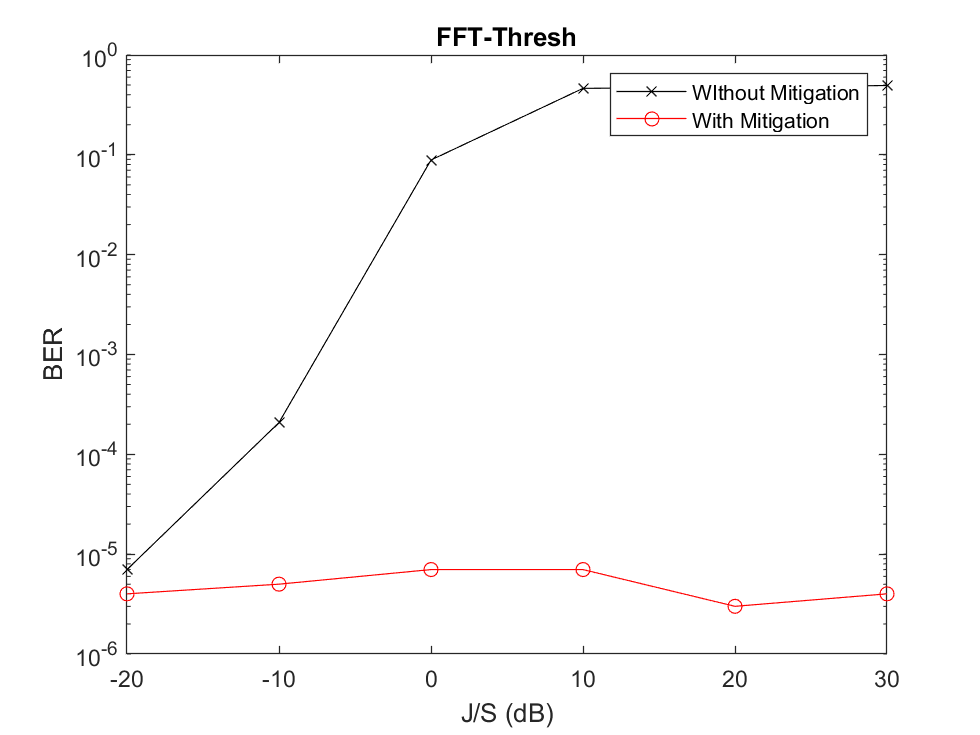 FFT-Thresh
10^0
10^-1
10^-2
10^-3
10^-4
10^-5
10^-6
BER
WIthout Mitigation
With Mitigation
-20 -10 0 10 20 30
J/S (dB)